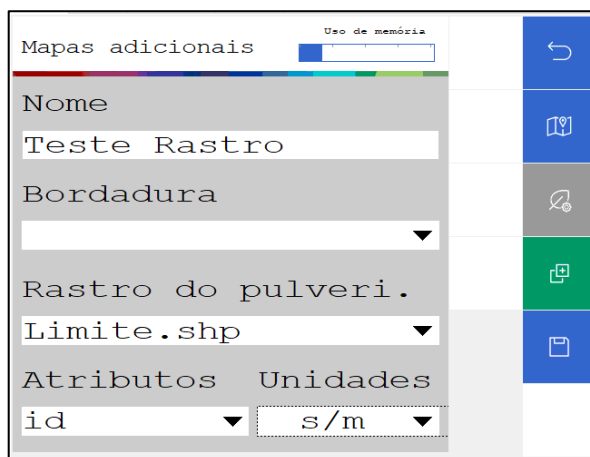 Mapas adicionais
Uso de memória
Nome
Teste Rastro
Bordadura
Rastro do pulveri.
Limite.shp
Atributos Unidades
id s/m